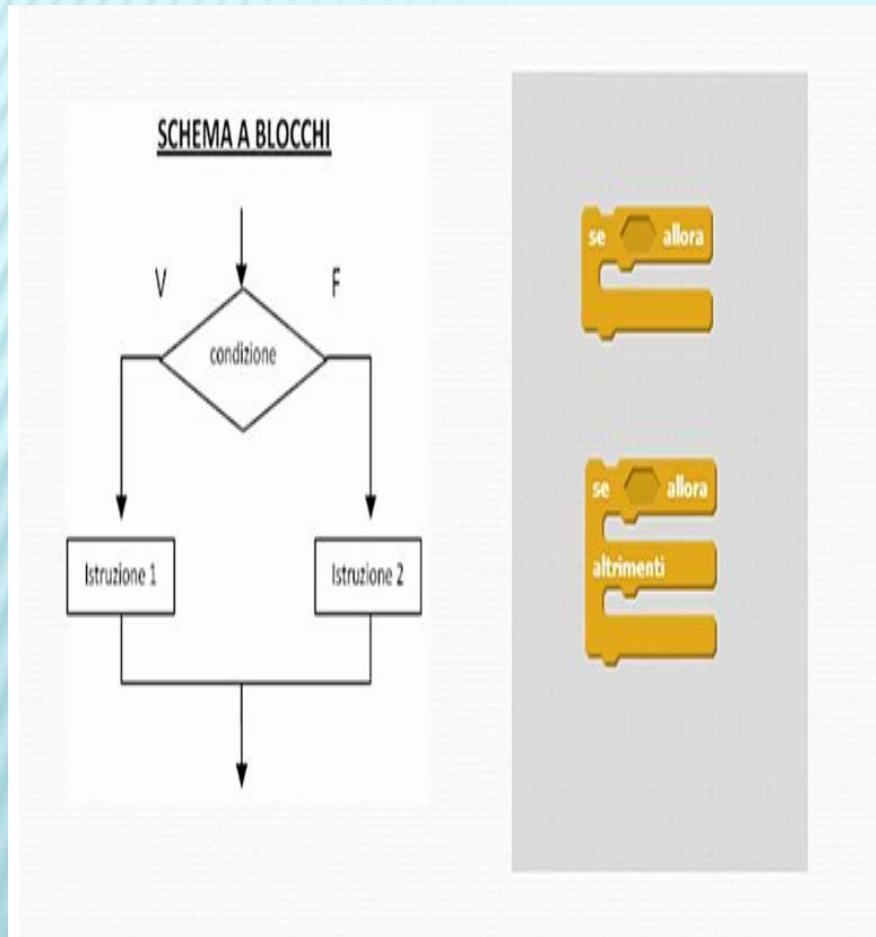 SCHEMA A BLOCCHI
V F
condizione
Istruzione 1 Istruzione 2
se allora
se allora
altrimenti